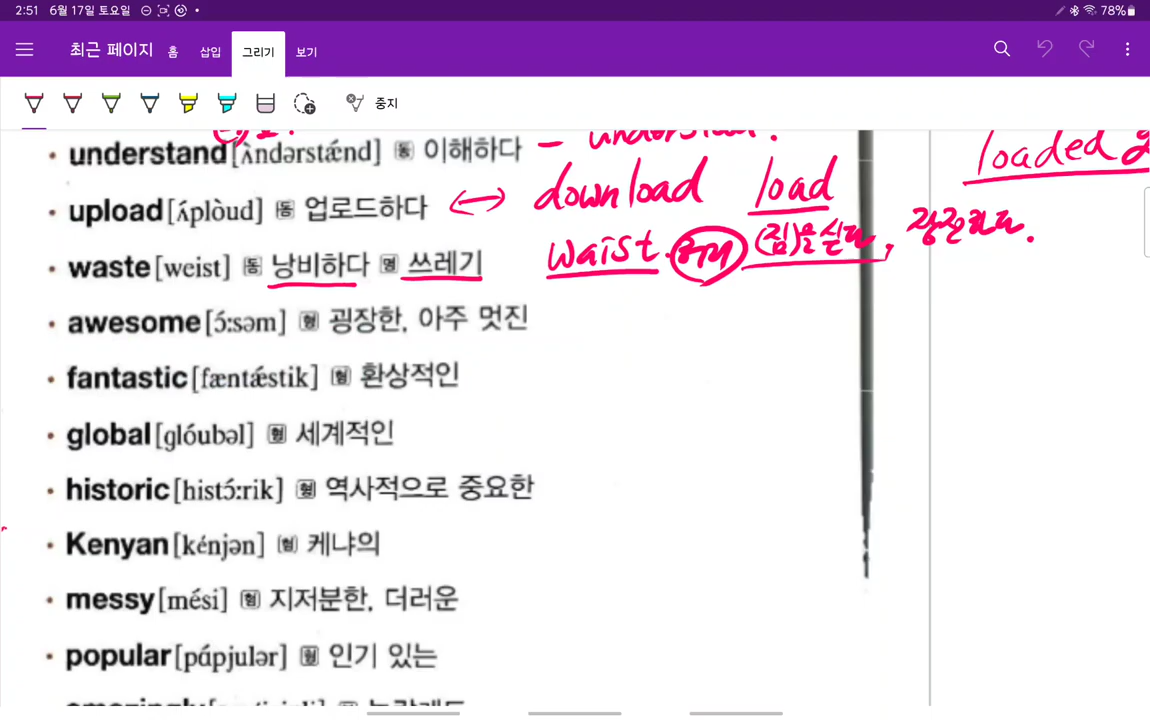 2:51 6월 17일 토요일 78%
최근 페이지 홈 삽입 그리기 보기
중지
understand[ʌ̀ndərstǽnd] 동 이해하다 – understood. loaded
upload[ʌ́plòud] 동 업로드하다 ↔ download load
waste[weist] 동 낭비하다 명 쓰레기 waist. 허리 (짐)을 싣다, 장전하다.
awesome[ɔ́:səm] 형 굉장한, 아주 멋진
fantastic[fæntǽstik] 형 환상적인
global[glóubəl] 형 세계적인
historic[histɔ́:rik] 형 역사적으로 중요한
Kenyan[kénjən] 형 케냐의
messy[mési] 형 지저분한, 더러운
popular[pápjulər] 형 인기 있는